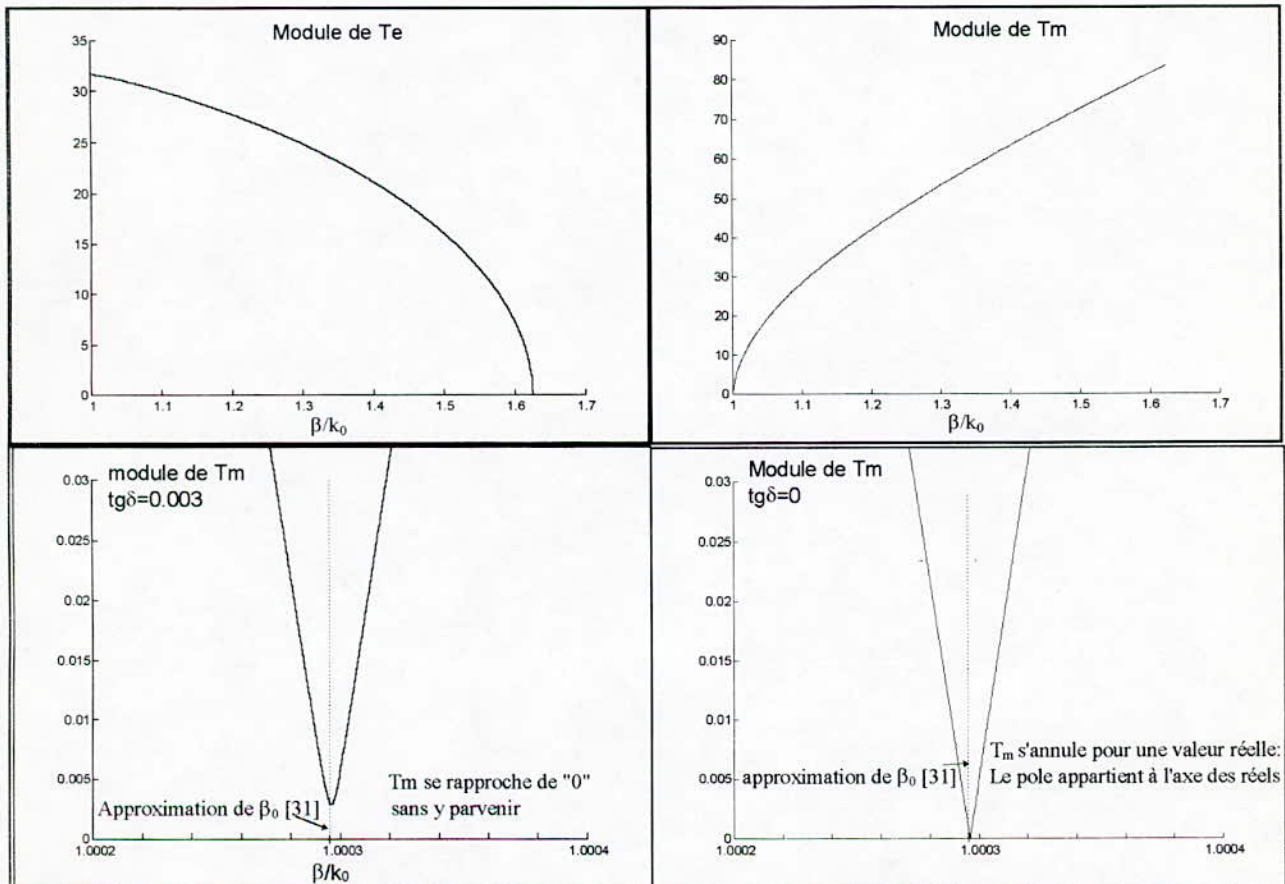 Module de Te
35
30
25
20
15
10
5
0
1 1.1 1.2 1.3 1.4 1.5 1.6 1.7
β/k₀
Module de Tm
90
80
70
60
50
40
30
20
10
0
1 1.1 1.2 1.3 1.4 1.5 1.6 1.7
β/k₀
module de Tm
tgδ=0.003
0.03
0.025
0.02
0.015
0.01
0.005
0
Tm se rapproche de "0"
sans y parvenir
Approximation de β₀ [31]
1.0002 1.0003 1.0004
β/k₀
Module de Tm
tgδ=0
0.03
0.025
0.02
0.015
0.01
0.005
0
Tₘ s'annule pour une valeur réelle:
Le pole appartient à l'axe des réels
approximation de β₀ [31]
1.0002 1.0003 1.0004